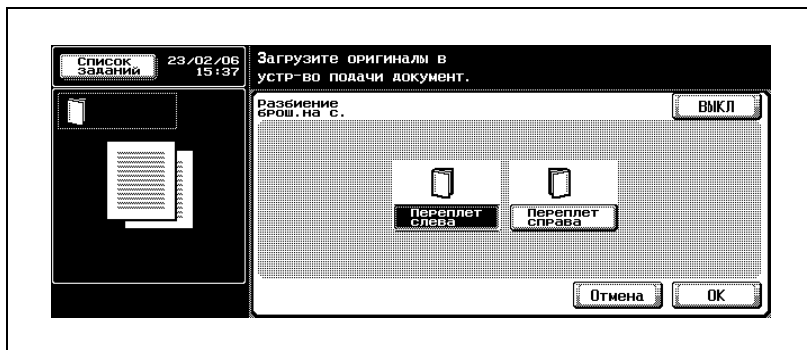 Список
заданий
23/02/06
15:37
Загрузите оригиналы в
устр-во подачи документ.
Разбиение
брош.на с.
ВЫКЛ
Переплет
слева
Переплет
справа
Отмена
OK